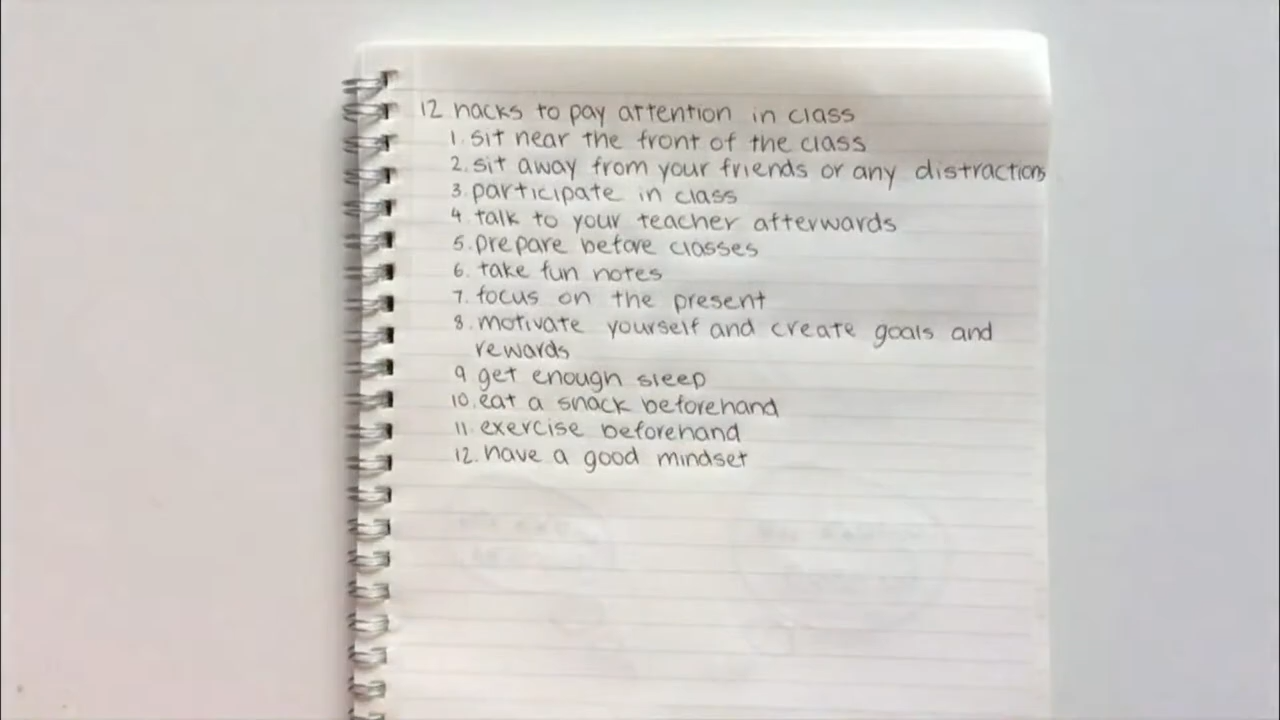 12 hacks to pay attention in class
1. sit near the front of the class
2. sit away from your friends or any distractions
3. participate in class
4. talk to your teacher afterwards
5. prepare before classes
6. take fun notes
7. focus on the present
8. motivate yourself and create goals and
rewards
9 get enough sleep
10. eat a snack beforehand
11. exercise beforehand
12. have a good mindset